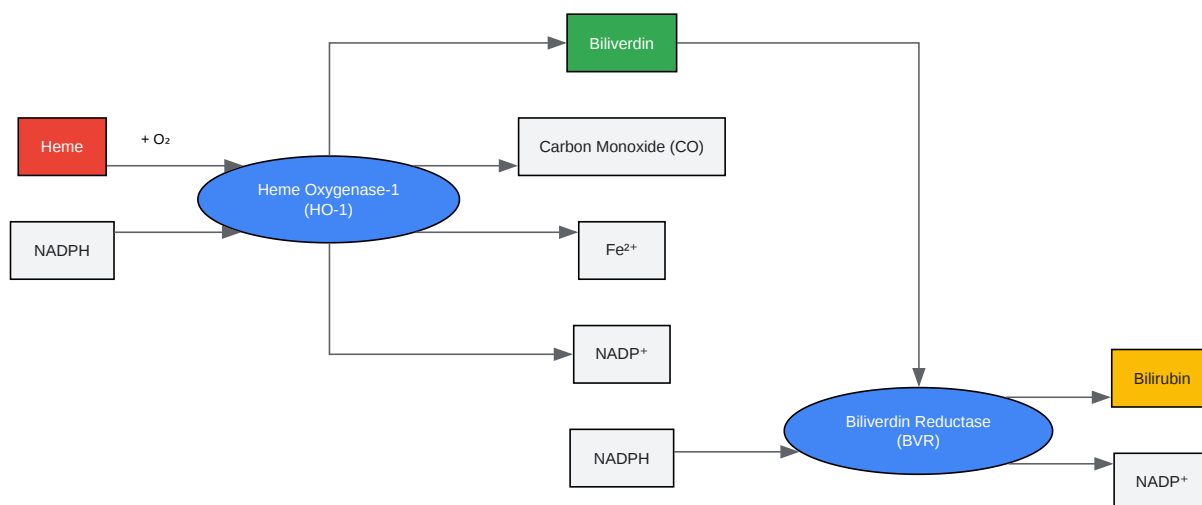 Biliverdin
Heme
+ O₂
Carbon Monoxide (CO)
Heme Oxygenase-1
(HO-1)
NADPH
Fe²⁺
NADP⁺
Bilirubin
Biliverdin Reductase
(BVR)
NADPH
NADP⁺